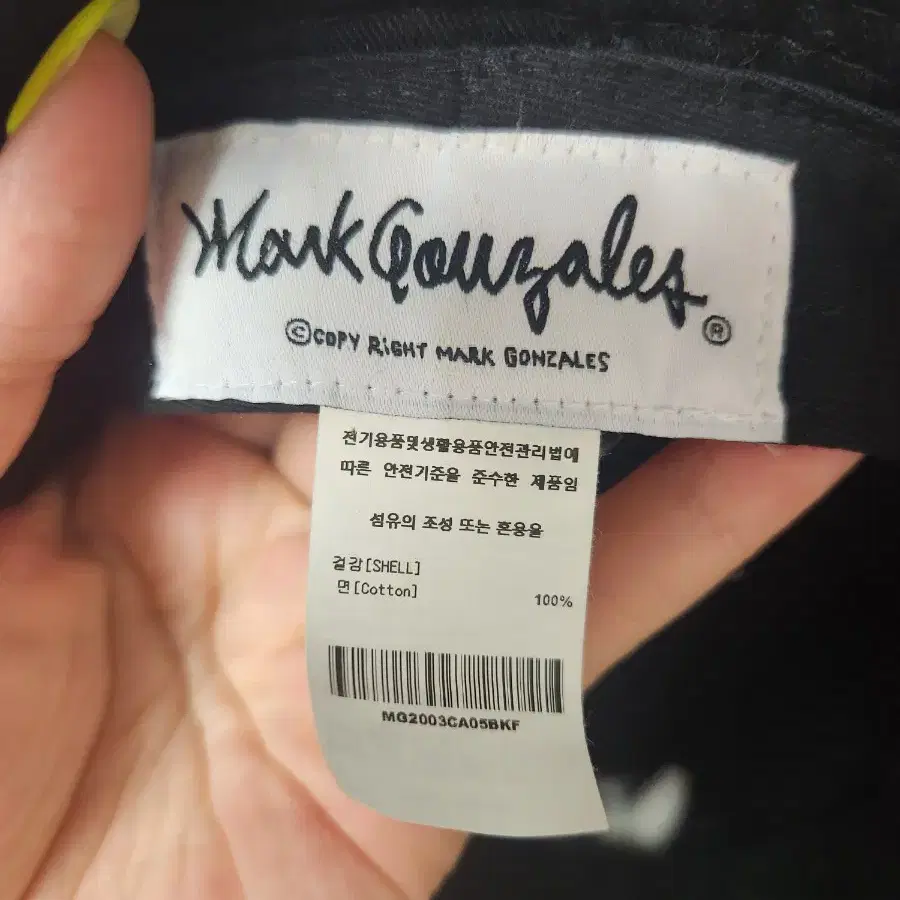 Mark Gonzales ®
©COPY RIGHT MARK GONZALES
전기용품및생활용품안전관리법에
따른 안전기준을 준수한 제품임
섬유의 조성 또는 혼용율
겉감[SHELL]
면[Cotton] 100%
MG2003CA05BKF